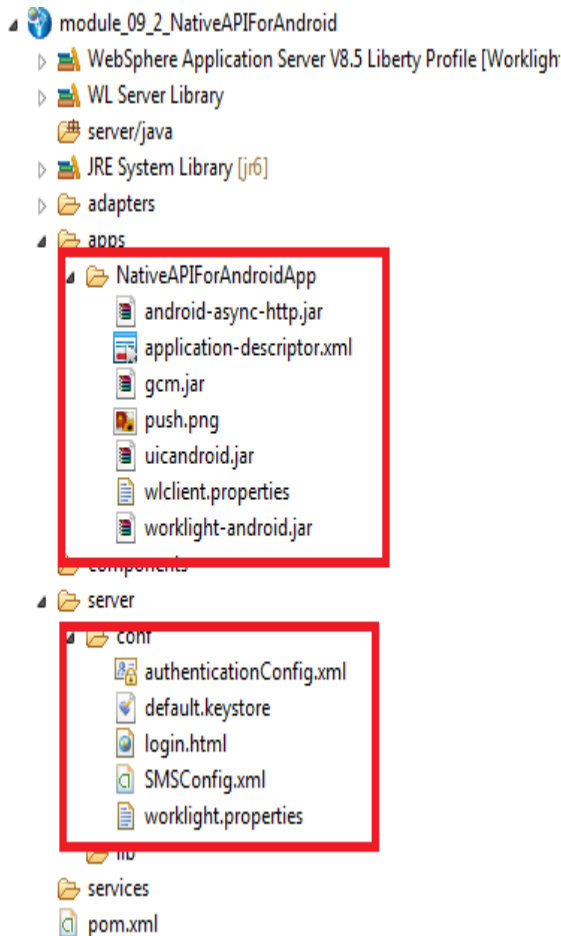 module_09_2_NativeAPIForAndroid
WebSphere Application Server V8.5 Liberty Profile [Workligh
WL Server Library
server/java
JRE System Library [jr6]
adapters
apps
NativeAPIForAndroidApp
android-async-http.jar
application-descriptor.xml
gcm.jar
push.png
uicandroid.jar
wlclient.properties
worklight-android.jar
components
server
conf
authenticationConfig.xml
default.keystore
login.html
SMSConfig.xml
worklight.properties
lib
services
pom.xml